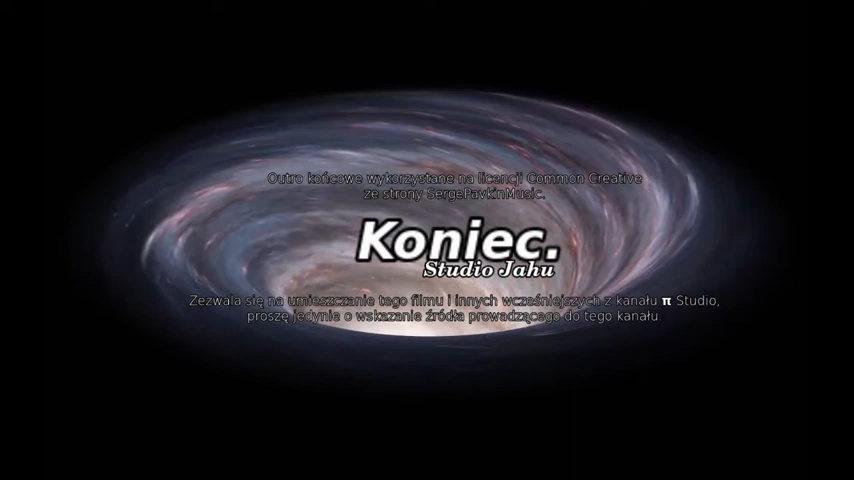 Outro końcowe wykorzystane na licencji Common Creative
ze strony SergePavkinMusic.
Koniec.
Studio Jahu
Zezwala się na umieszczanie tego filmu i innych wcześniejszych z kanału π Studio,
proszę jedynie o wskazanie źródła prowadzącego do tego kanału.